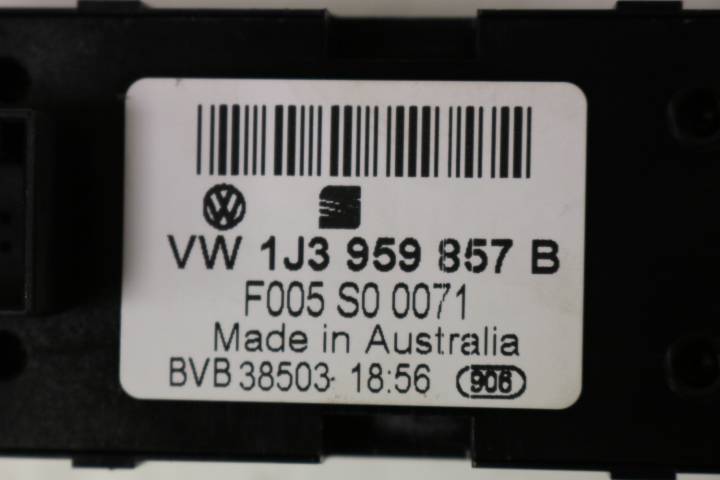 VW 1J3 959 857 B
F005 S0 0071
Made in Australia
BVB 38503 18:56 906